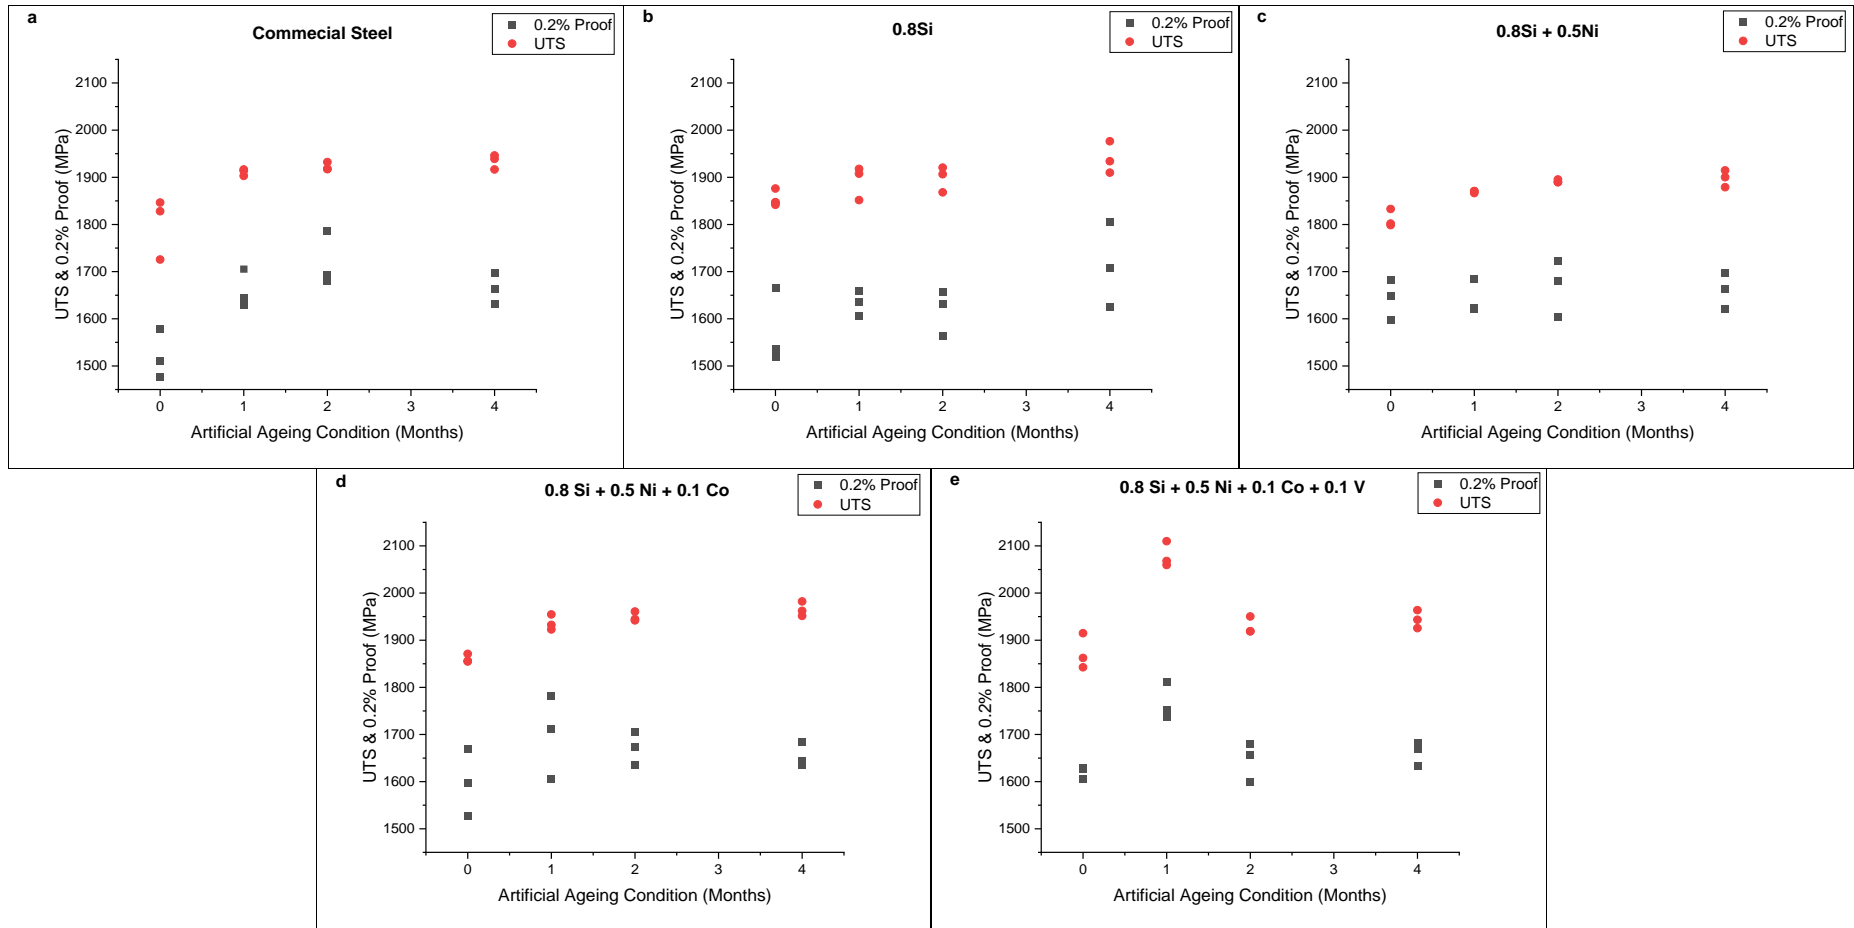 a
Commecial Steel
0.2% Proof
UTS
2100
2000
1900
1800
1700
1600
1500
UTS & 0.2% Proof (MPa)
0 1 2 3 4
Artificial Ageing Condition (Months)
b
0.8Si
0.2% Proof
UTS
2100
2000
1900
1800
1700
1600
1500
UTS & 0.2% Proof (MPa)
0 1 2 3 4
Artificial Ageing Condition (Months)
c
0.8Si + 0.5Ni
0.2% Proof
UTS
2100
2000
1900
1800
1700
1600
1500
UTS & 0.2% Proof (MPa)
0 1 2 3 4
Artificial Ageing Condition (Months)
d
0.8 Si + 0.5 Ni + 0.1 Co
0.2% Proof
UTS
2100
2000
1900
1800
1700
1600
1500
UTS & 0.2% Proof (MPa)
0 1 2 3 4
Artificial Ageing Condition (Months)
e
0.8 Si + 0.5 Ni + 0.1 Co + 0.1 V
0.2% Proof
UTS
2100
2000
1900
1800
1700
1600
1500
UTS & 0.2% Proof (MPa)
0 1 2 3 4
Artificial Ageing Condition (Months)